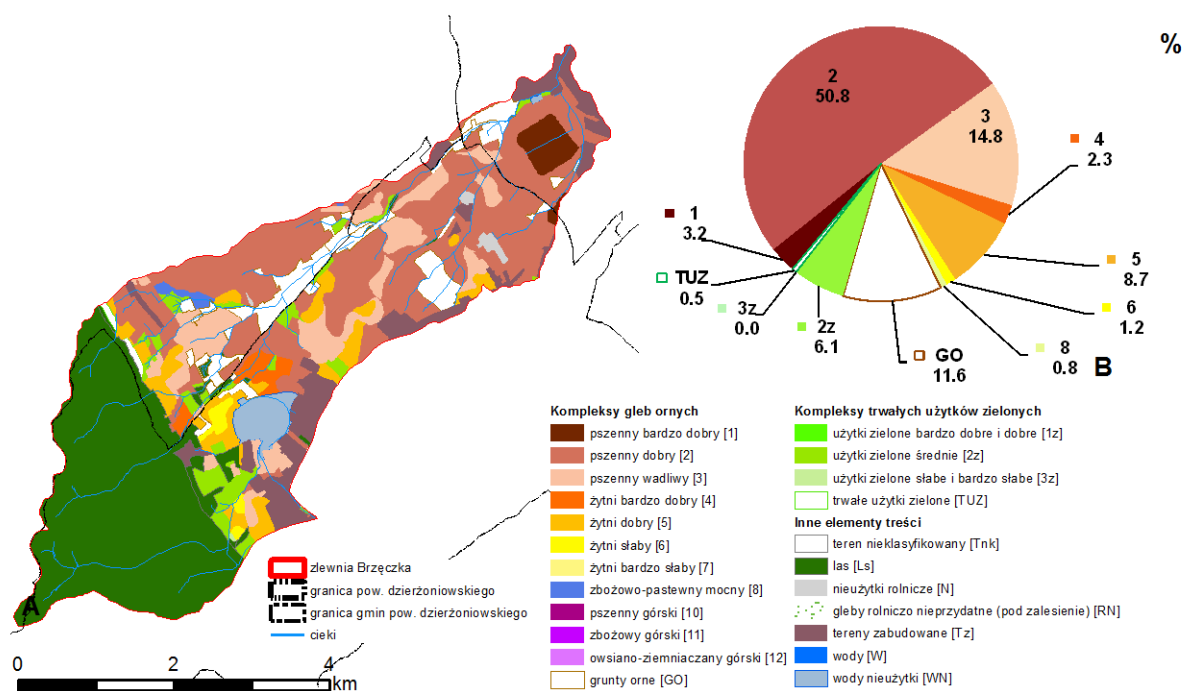 %
2
50.8
3
14.8
4
2.3
1
3.2
5
8.7
TUZ
0.5
3z
0.0
6
1.2
2z
6.1
GO
11.6
8
0.8
B
Kompleksy gleb ornych
pszenny bardzo dobry [1]
pszenny dobry [2]
pszenny wadliwy [3]
żytni bardzo dobry [4]
żytni dobry [5]
żytni słaby [6]
żytni bardzo słaby [7]
zbożowo-pastewny mocny [8]
pszenny górski [10]
zbożowy górski [11]
owsiano-ziemniaczany górski [12]
grunty orne [GO]
Kompleksy trwałych użytków zielonych
użytki zielone bardzo dobre i dobre [1z]
użytki zielone średnie [2z]
użytki zielone słabe i bardzo słabe [3z]
trwałe użytki zielone [TUZ]
Inne elementy treści
teren nieklasyfikowany [Tnk]
las [Ls]
nieużytki rolnicze [N]
gleby rolniczo nieprzydatne (pod zalesienie) [RN]
tereny zabudowane [Tz]
wody [W]
wody nieużytki [WN]
zlewnia Brzęczka
granica pow. dzierżoniowskiego
granica gmin pow. dzierżoniowskiego
cieki
A
0 2 4
km